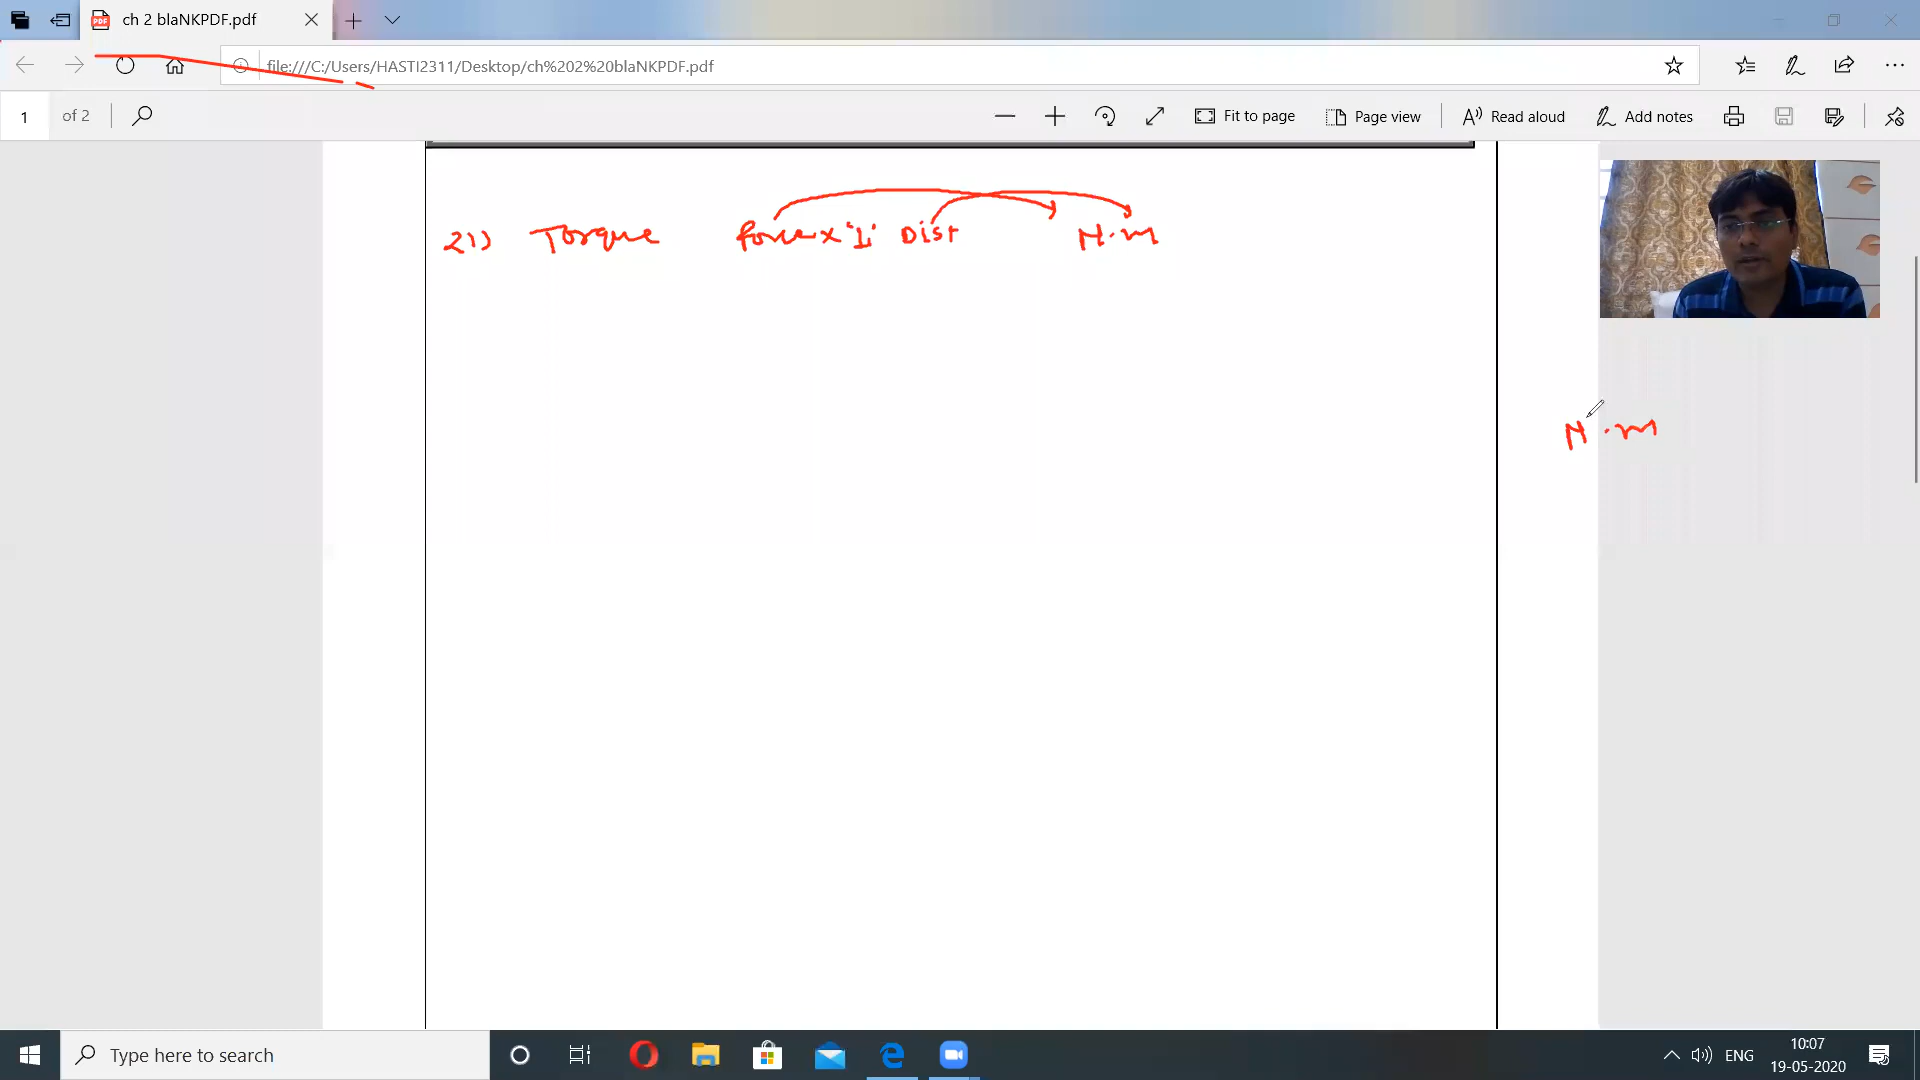 ch 2 blaNKPDF.pdf
file:///C:/Users/HASTI2311/Desktop/ch%202%20blaNKPDF.pdf
1 of 2 Fit to page Page view Read aloud Add notes
21) Torque force x '⊥' Dist N·m
N·m
Type here to search
ENG
10:07
19-05-2020